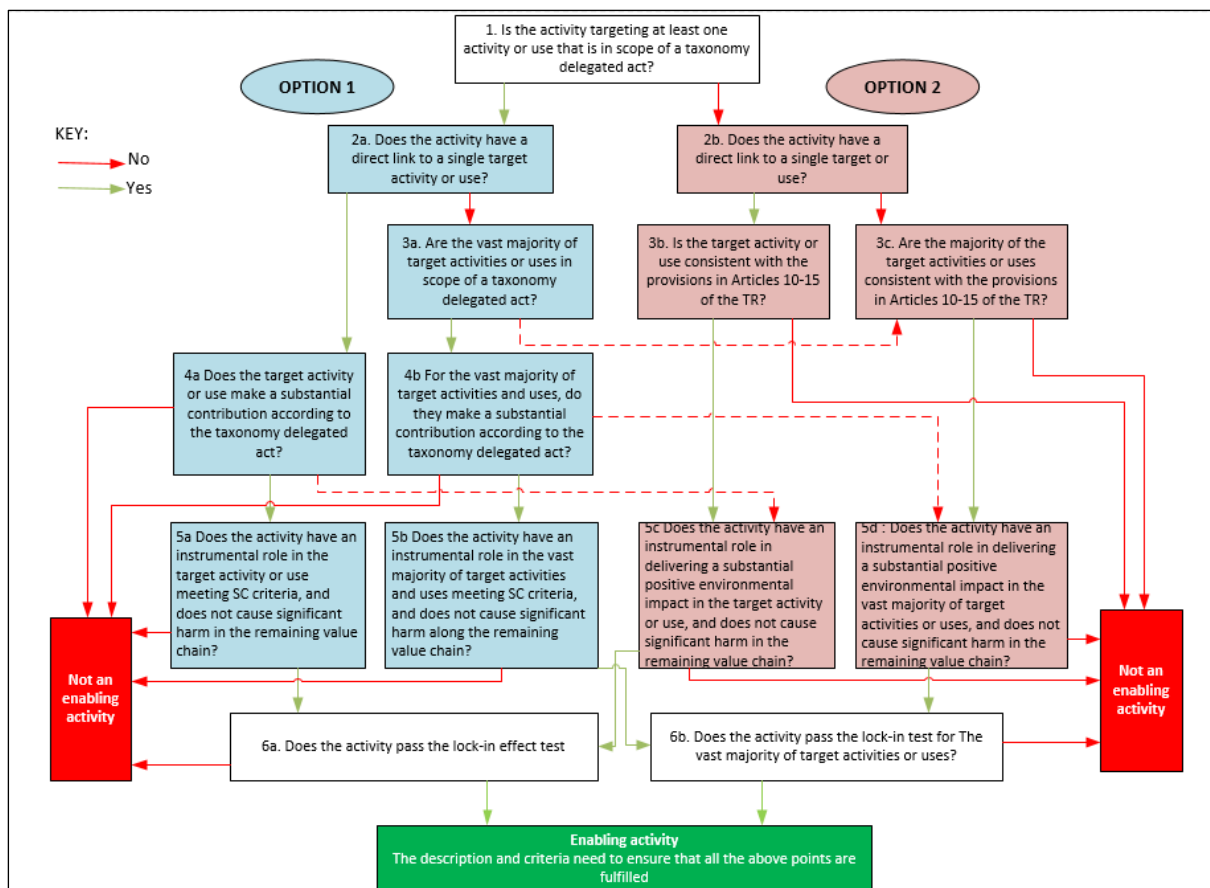 1. Is the activity targeting at least one
activity or use that is in scope of a taxonomy
delegated act?
OPTION 1
OPTION 2
KEY:
No
Yes
2a. Does the activity have a
direct link to a single target
activity or use?
2b. Does the activity have a
direct link to a single target or
use?
3a. Are the vast majority of
target activities or uses in
scope of a taxonomy
delegated act?
3b. Is the target activity or
use consistent with the
provisions in Articles 10-15
of the TR?
3c. Are the majority of the
target activities or uses
consistent with the provisions
in Articles 10-15 of the TR?
4a Does the target activity
or use make a substantial
contribution according to
the taxonomy delegated
act?
4b For the vast majority of
target activities and uses, do
they make a substantial
contribution according to the
taxonomy delegated act?
5a Does the activity have an
instrumental role in the
target activity or use
meeting SC criteria, and
does not cause significant
harm in the remaining value
chain?
5b Does the activity have an
instrumental role in the vast
majority of target activities
and uses meeting SC criteria,
and does not cause significant
harm along the remaining
value chain?
5c Does the activity have an
instrumental role in
delivering a substantial
positive environmental
impact in the target activity
or use, and does not cause
significant harm in the
remaining value chain?
5d : Does the activity have an
instrumental role in delivering
a substantial positive
environmental impact in the
vast majority of target
activities or uses, and does not
cause significant harm in the
remaining value chain?
Not an
enabling
activity
Not an
enabling
activity
6a. Does the activity pass the lock-in effect test
6b. Does the activity pass the lock-in test for The
vast majority of target activities or uses?
Enabling activity
The description and criteria need to ensure that all the above points are
fulfilled